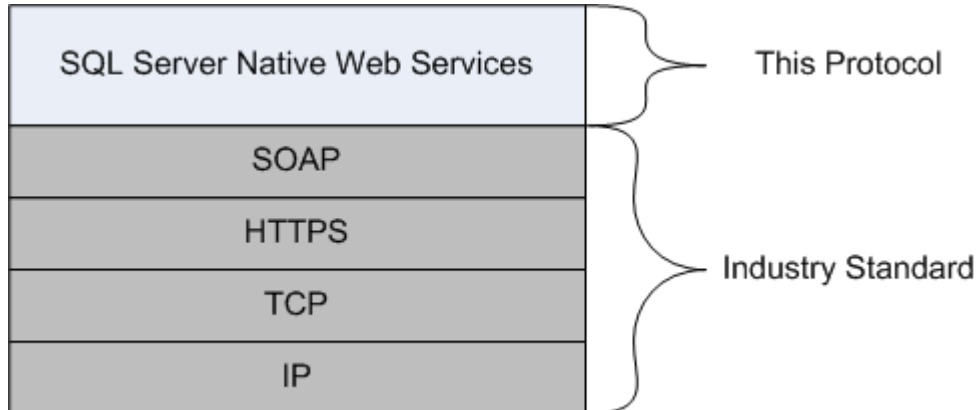 SQL Server Native Web Services
This Protocol
SOAP
HTTPS
TCP
IP
Industry Standard